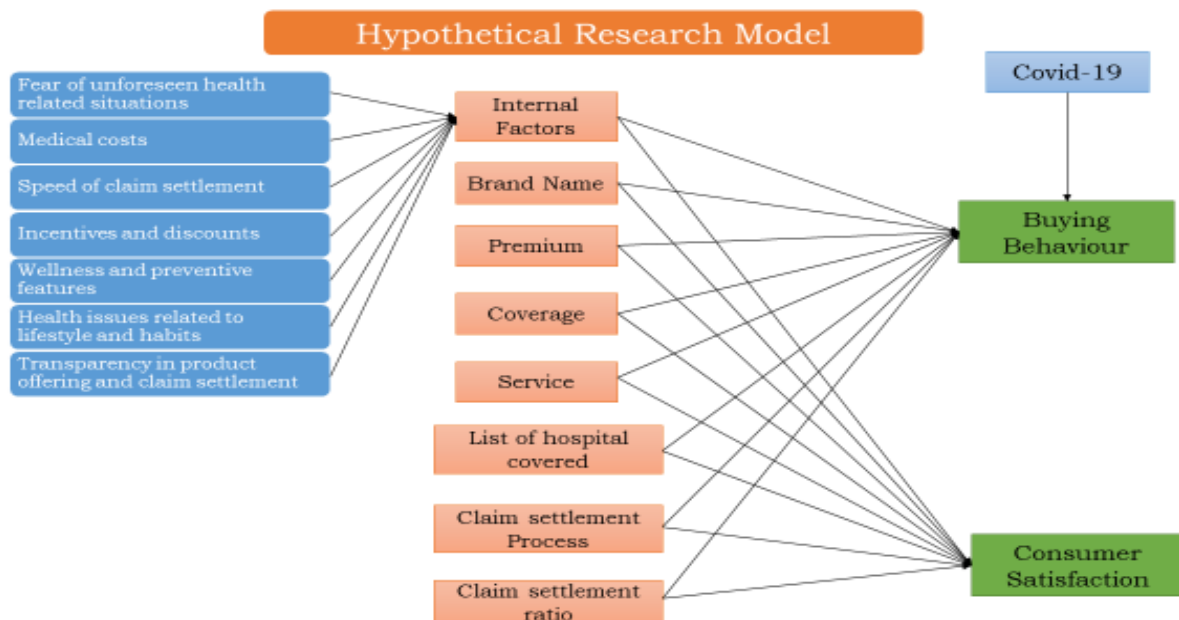 Hypothetical Research Model
Covid-19
Fear of unforeseen health
related situations
Medical costs
Speed of claim settlement
Incentives and discounts
Wellness and preventive
features
Health issues related to
lifestyle and habits
Transparency in product
offering and claim settlement
Internal
Factors
Brand Name
Premium
Coverage
Service
List of hospital
covered
Claim settlement
Process
Claim settlement
ratio
Buying
Behaviour
Consumer
Satisfaction